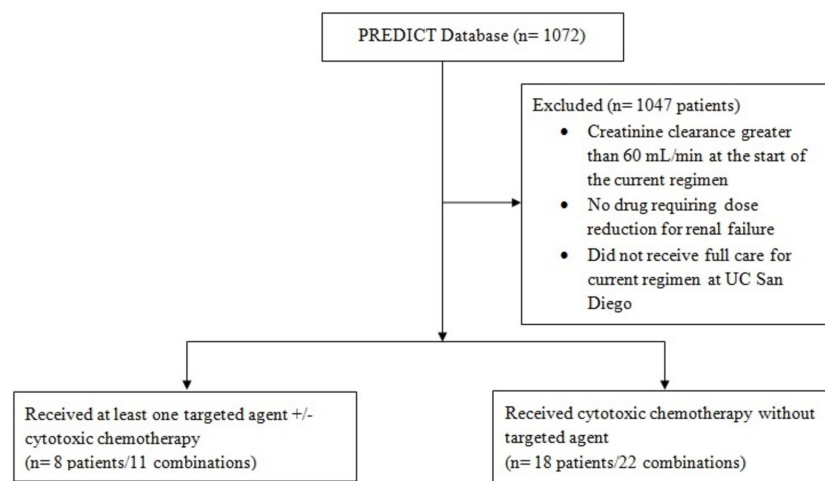 PREDICT Database (n= 1072)
Excluded (n= 1047 patients)
• Creatinine clearance greater
than 60 mL/min at the start of
the current regimen
• No drug requiring dose
reduction for renal failure
• Did not receive full care for
current regimen at UC San
Diego
Received at least one targeted agent +/-
cytotoxic chemotherapy
(n= 8 patients/11 combinations)
Received cytotoxic chemotherapy without
targeted agent
(n= 18 patients/22 combinations)